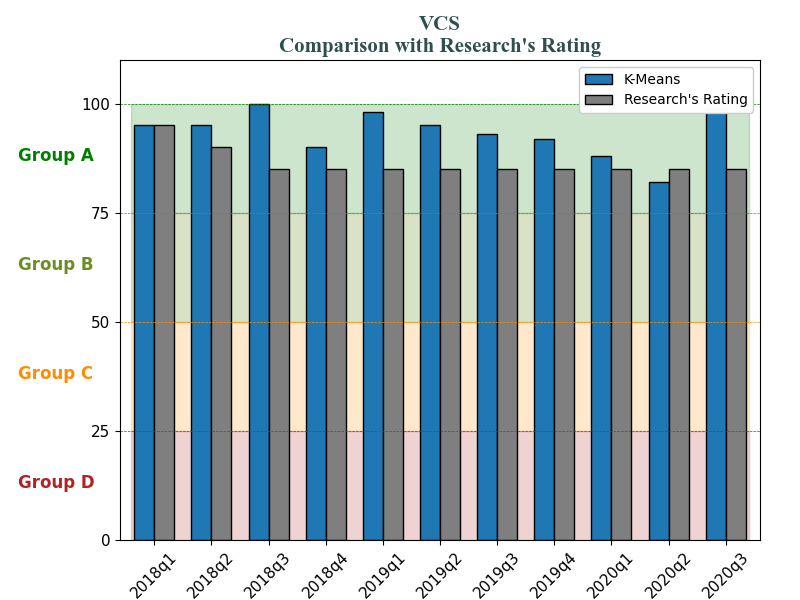 VCS
Comparison with Research's Rating
K-Means
Research's Rating
100
Group A
75
Group B
50
Group C
25
Group D
0
2018q1
2018q2
2018q3
2018q4
2019q1
2019q2
2019q3
2019q4
2020q1
2020q2
2020q3